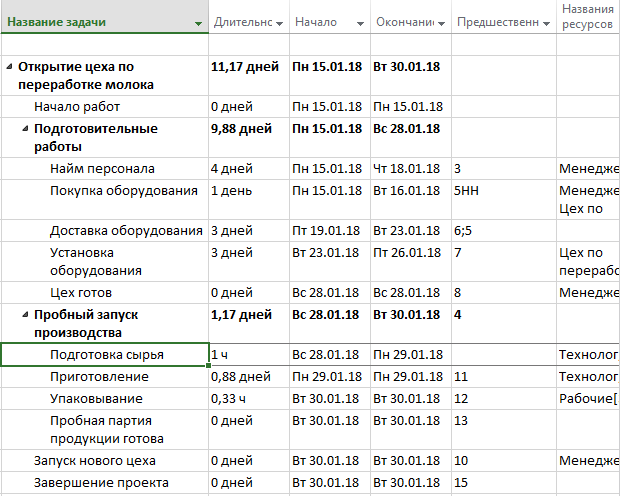 Название задачи Длительнс Начало Окончани Предшественн Названия ресурсов
Открытие цеха по переработке молока 11,17 дней Пн 15.01.18 Вт 30.01.18
Начало работ 0 дней Пн 15.01.18 Пн 15.01.18
Подготовительные работы 9,88 дней Пн 15.01.18 Вс 28.01.18
Найм персонала 4 дней Пн 15.01.18 Чт 18.01.18 3 Менедже
Покупка оборудования 1 день Пн 15.01.18 Вт 16.01.18 5НН Менедже Цех по
Доставка оборудования 3 дней Пт 19.01.18 Вт 23.01.18 6;5
Установка оборудования 3 дней Вт 23.01.18 Пт 26.01.18 7 Цех по перерабо
Цех готов 0 дней Вс 28.01.18 Вс 28.01.18 8 Менедже
Пробный запуск производства 1,17 дней Вс 28.01.18 Вт 30.01.18 4
Подготовка сырья 1 ч Вс 28.01.18 Пн 29.01.18 Технолог
Приготовление 0,88 дней Пн 29.01.18 Пн 29.01.18 11 Технолог
Упаковывание 0,33 ч Вт 30.01.18 Вт 30.01.18 12 Рабочие[
Пробная партия продукции готова 0 дней Вт 30.01.18 Вт 30.01.18 13
Запуск нового цеха 0 дней Вт 30.01.18 Вт 30.01.18 10 Менедже
Завершение проекта 0 дней Вт 30.01.18 Вт 30.01.18 15